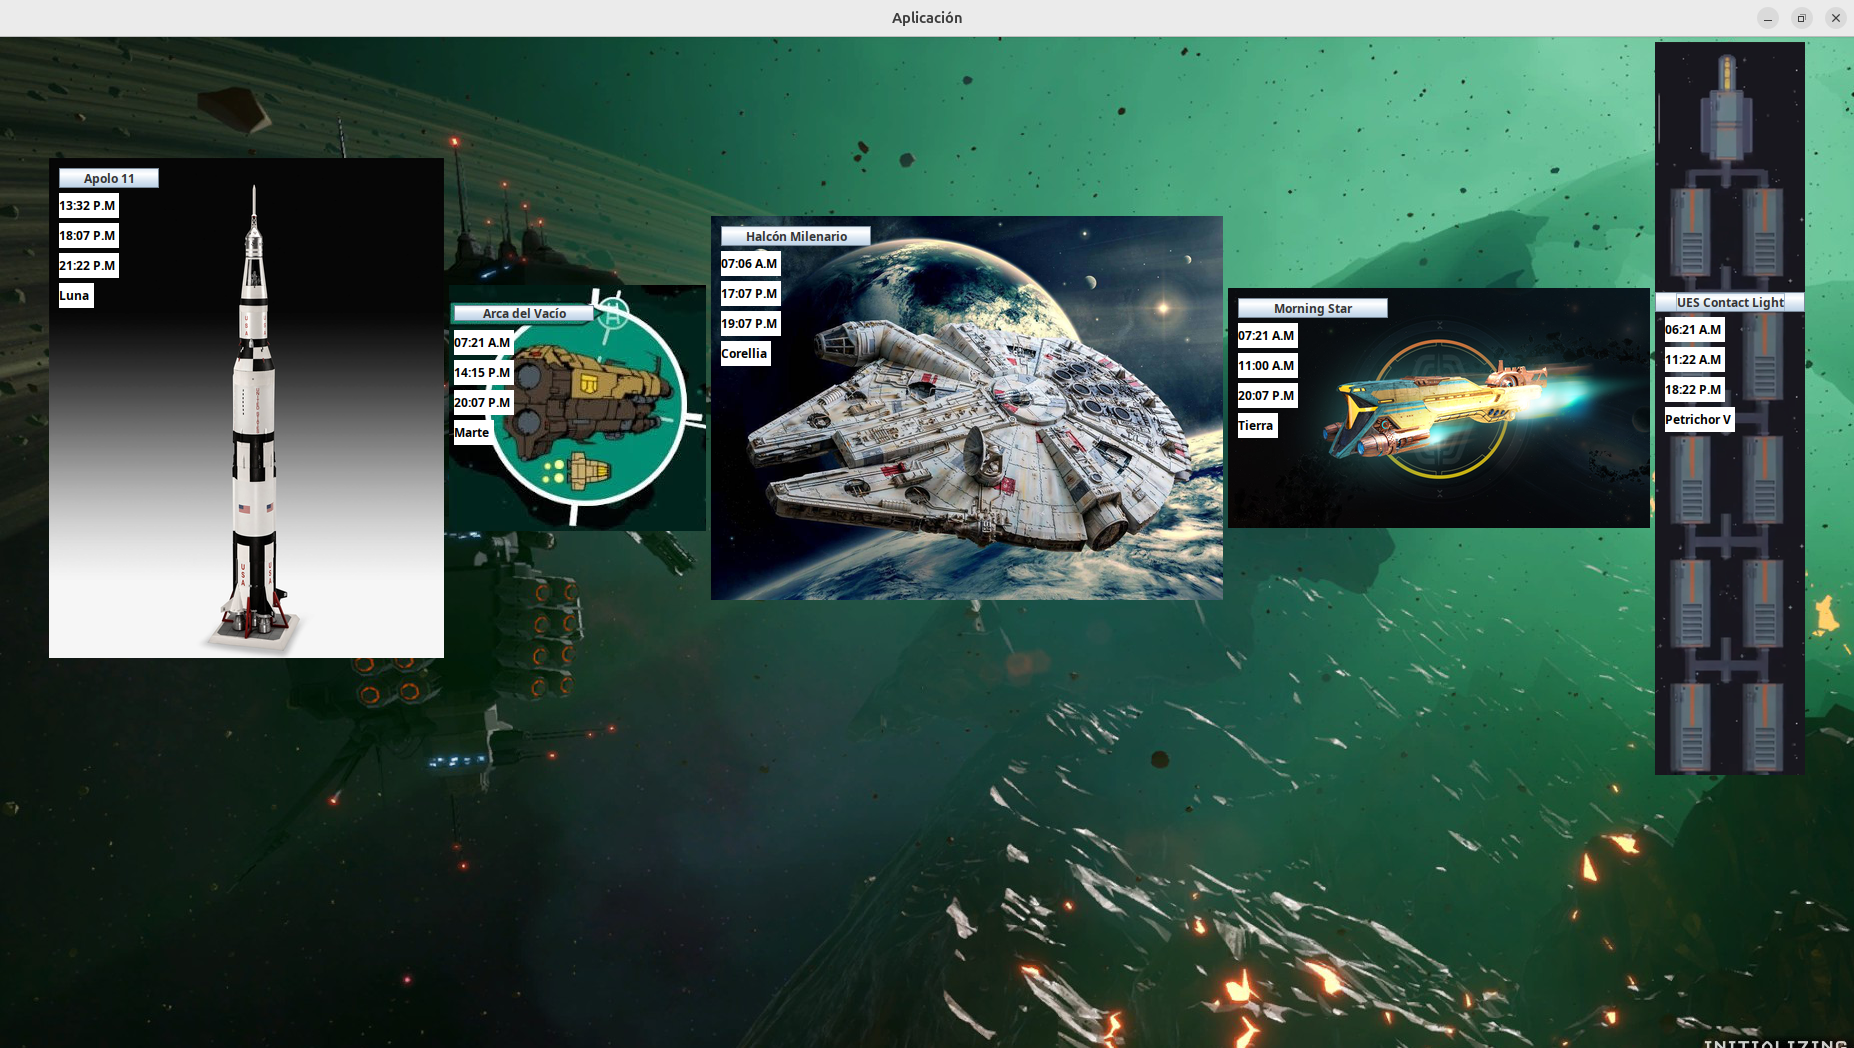 Aplicación
Apolo 11
13:32 P.M
18:07 P.M
21:22 P.M
Luna
Arca del Vacío
07:21 A.M
14:15 P.M
20:07 P.M
Marte
Halcón Milenario
07:06 A.M
17:07 P.M
19:07 P.M
Corellia
Morning Star
07:21 A.M
11:00 A.M
20:07 P.M
Tierra
UES Contact Light
06:21 A.M
11:22 A.M
18:22 P.M
Petrichor V
USA
USA
INITIALIZING